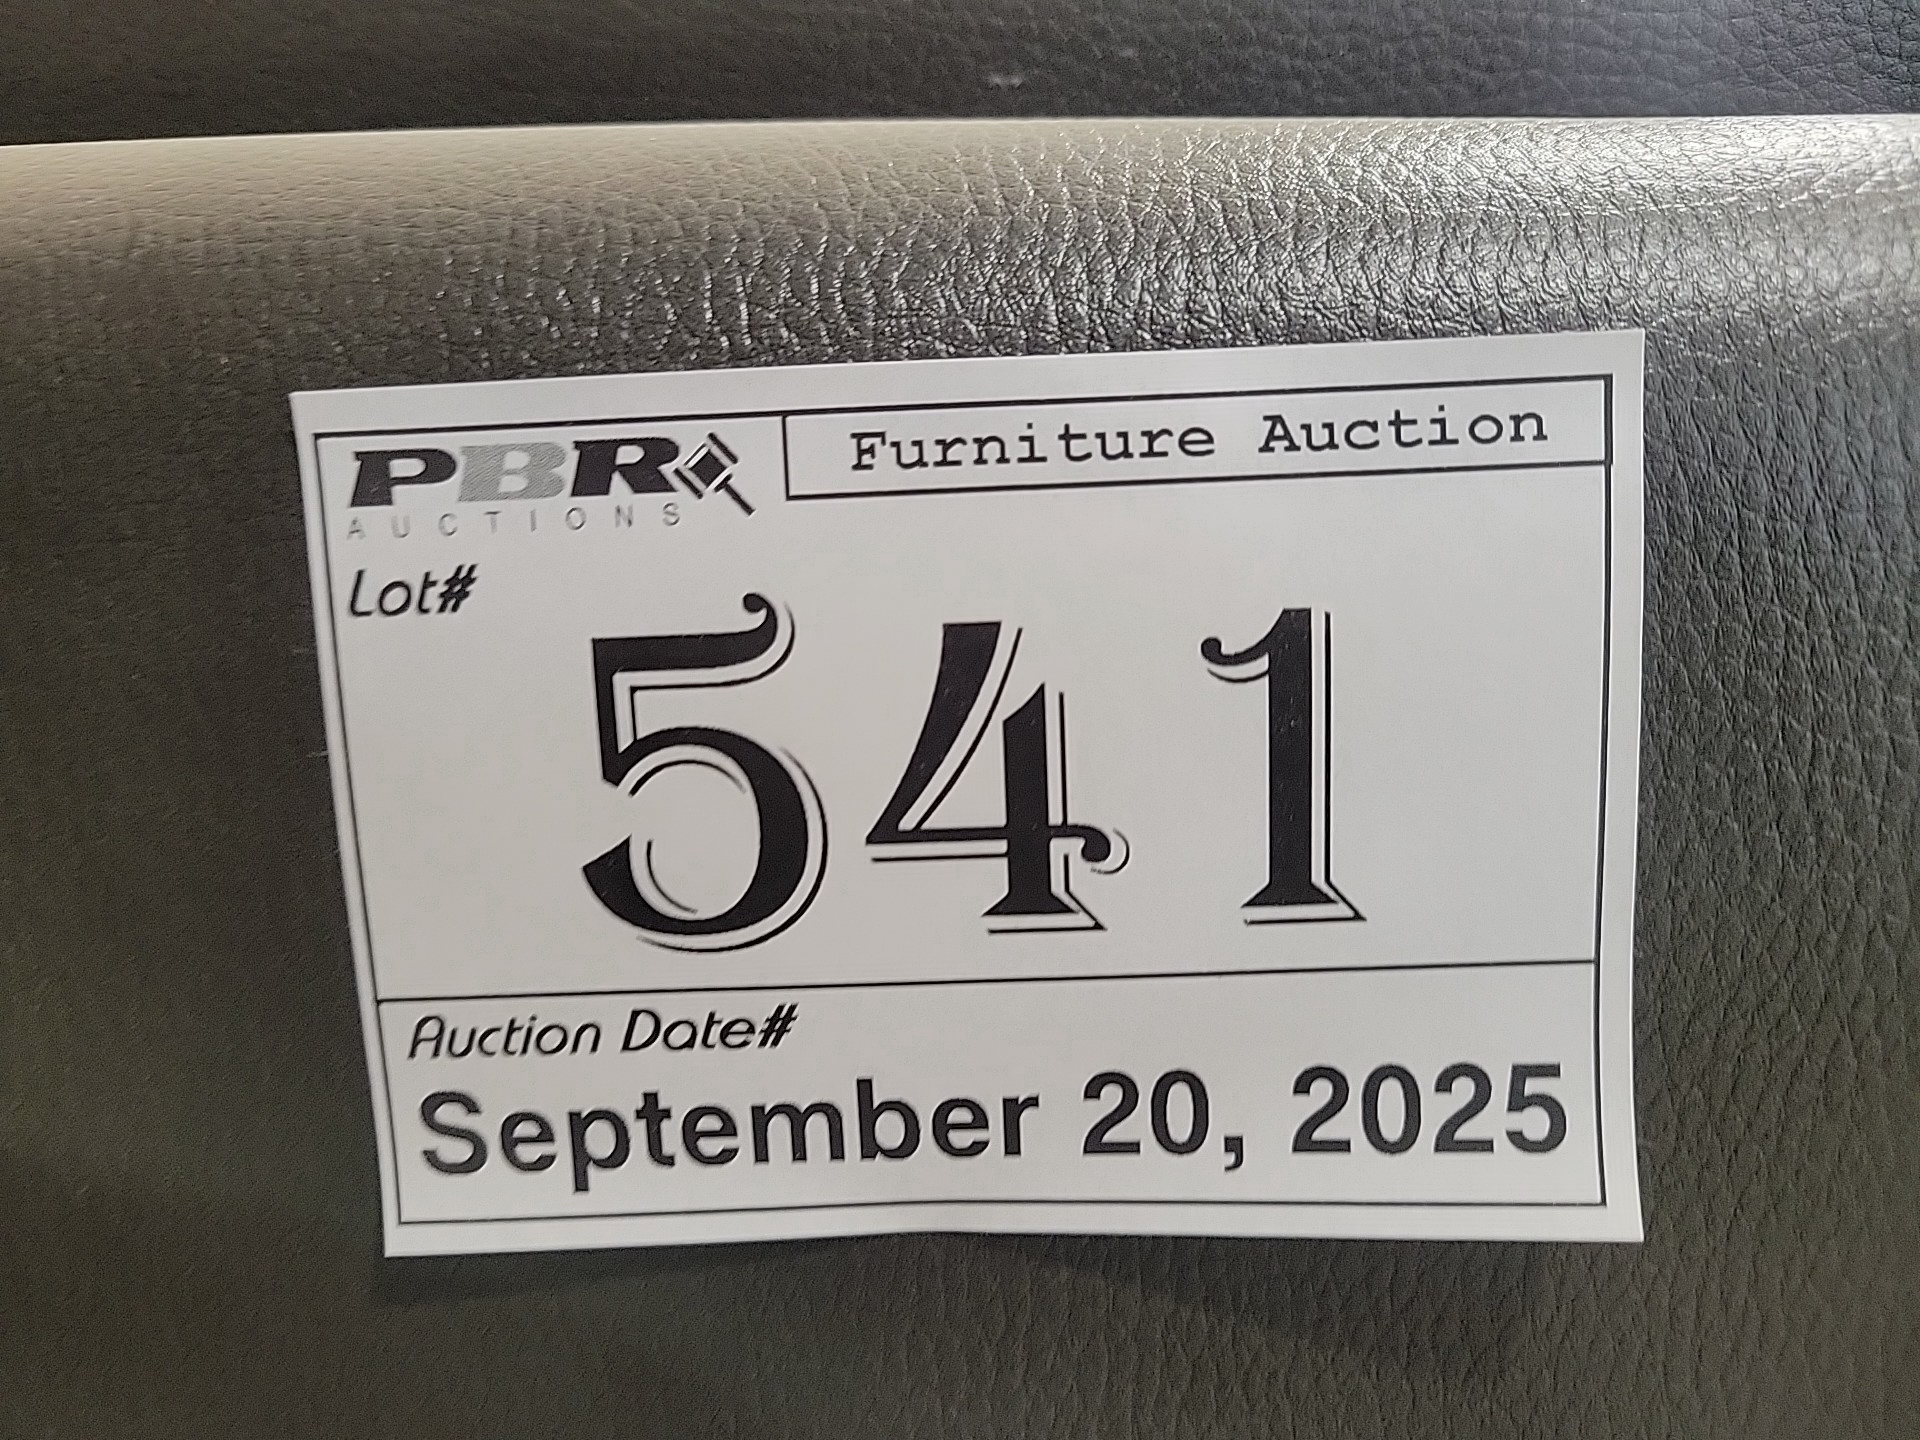 PBR
AUCTIONS
Furniture Auction
Lot#
541
Auction Date#
September 20, 2025